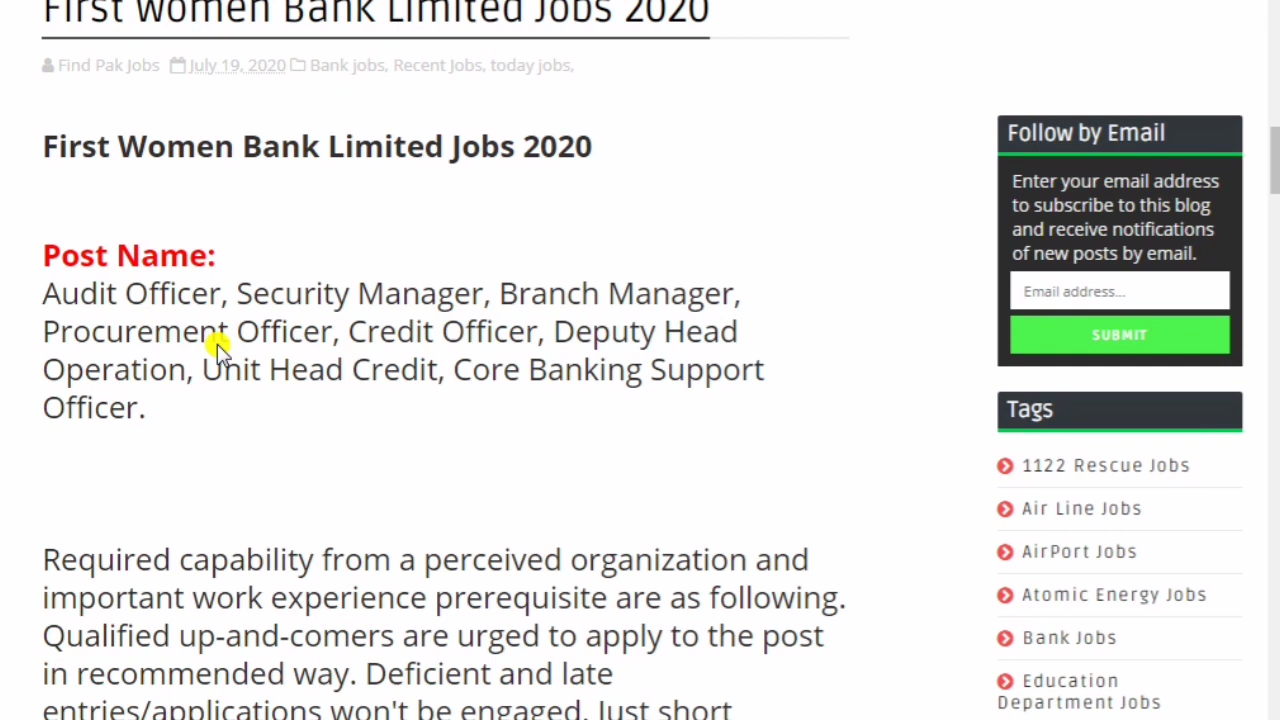 First Women Bank Limited Jobs 2020
Find Pak Jobs July 19, 2020 Bank jobs, Recent Jobs, today jobs,
First Women Bank Limited Jobs 2020
Post Name:
Audit Officer, Security Manager, Branch Manager,
Procurement Officer, Credit Officer, Deputy Head
Operation, Unit Head Credit, Core Banking Support
Officer.
Required capability from a perceived organization and
important work experience prerequisite are as following.
Qualified up-and-comers are urged to apply to the post
in recommended way. Deficient and late
entries/applications won't be engaged. Just short
Follow by Email
Enter your email address
to subscribe to this blog
and receive notifications
of new posts by email.
Email address...
SUBMIT
Tags
1122 Rescue Jobs
Air Line Jobs
AirPort Jobs
Atomic Energy Jobs
Bank Jobs
Education
Department Jobs